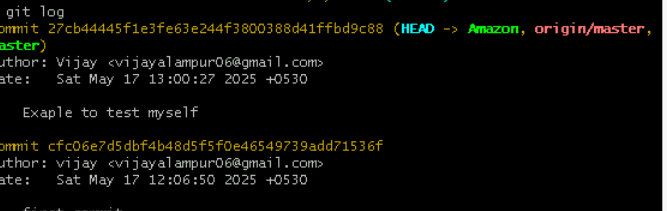 git log
ommit 27cb44445f1e3fe63e244f3800388d41ffbd9c88 (HEAD -> Amazon, origin/master,
aster)
uthor: Vijay <vijayalampur06@gmail.com>
ate:   Sat May 17 13:00:27 2025 +0530
Exaple to test myself
ommit cfc06e7d5dbf4b48d5f5f0e46549739add71536f
uthor: vijay <vijayalampur06@gmail.com>
ate:   Sat May 17 12:06:50 2025 +0530
first commit